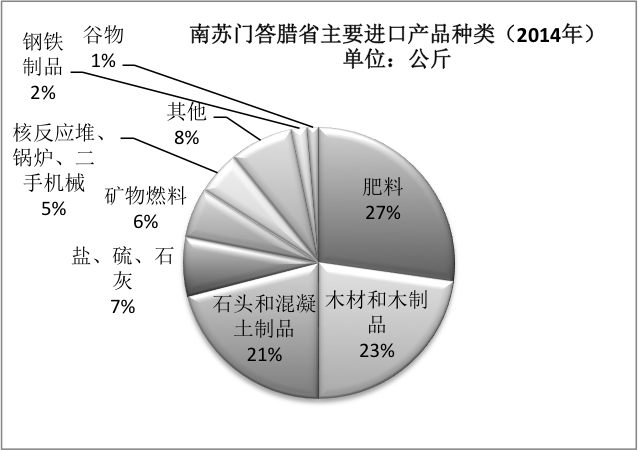 南苏门答腊省主要进口产品种类（2014年）
单位：公斤
谷物
1%
钢铁
制品
2%
其他
8%
核反应堆、
锅炉、二
手机械
5%
矿物燃料
6%
盐、硫、石
灰
7%
石头和混凝
土制品
21%
木材和木制
品
23%
肥料
27%